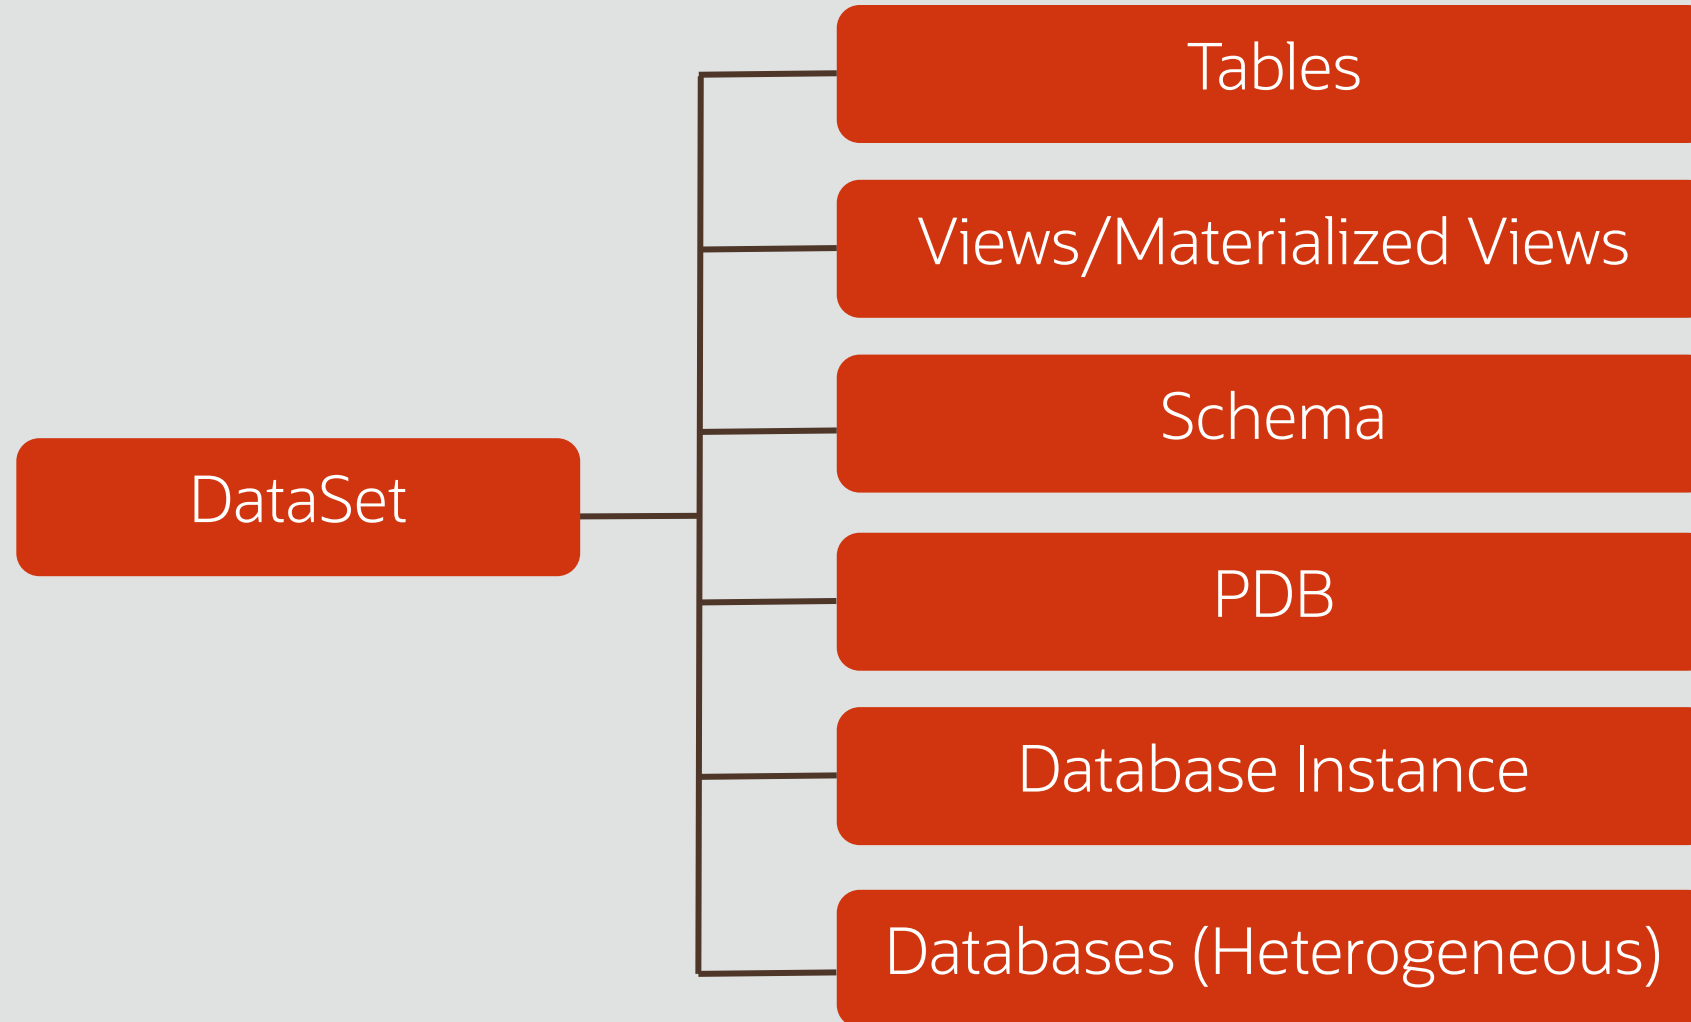 Tables
Views/Materialized Views
Schema
DataSet
PDB
Database Instance
Databases (Heterogeneous)